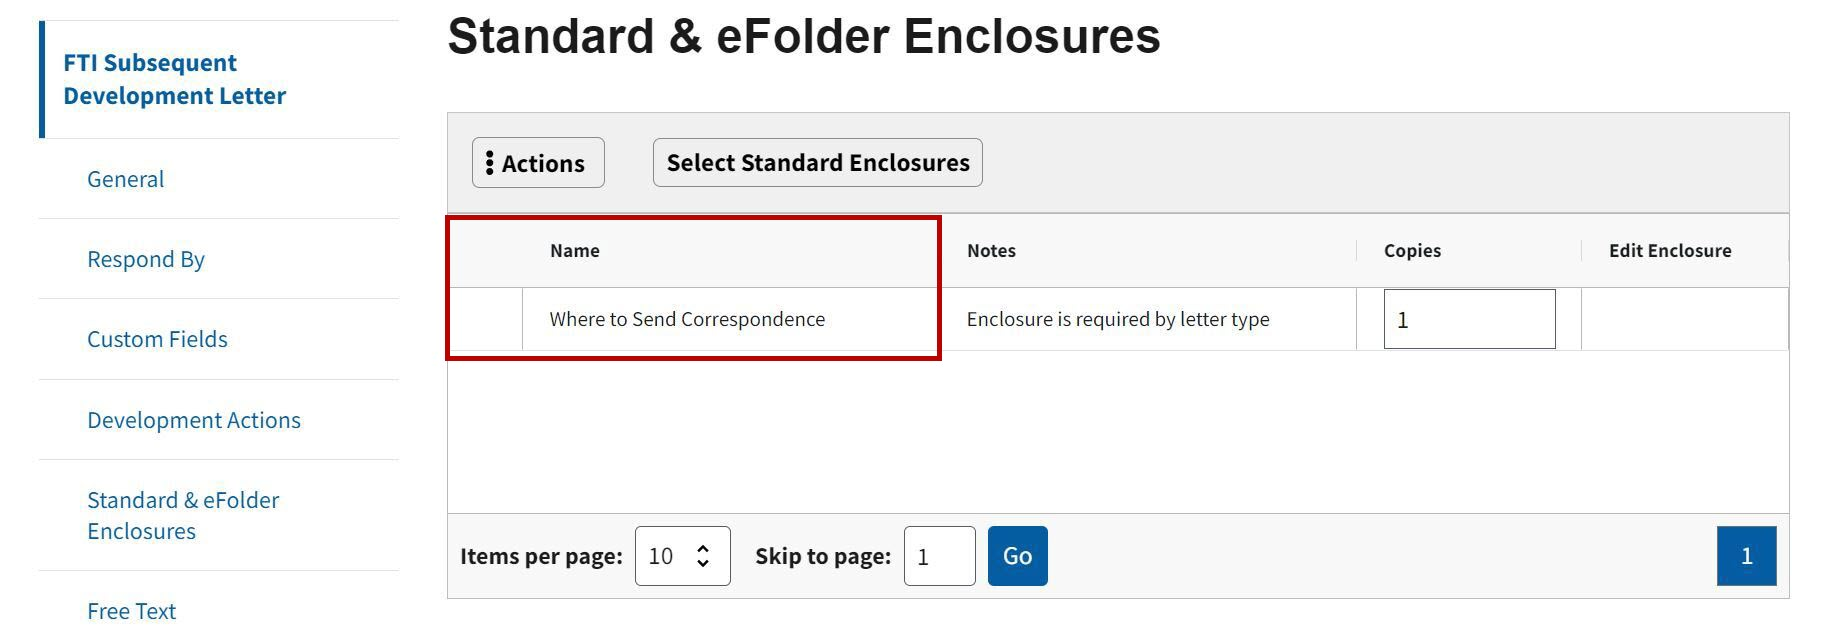 Standard & eFolder Enclosures
FTI Subsequent
Development Letter
General
Respond By
Custom Fields
Development Actions
Standard & eFolder
Enclosures
Free Text
Actions
Select Standard Enclosures
Name
Notes
Copies
Edit Enclosure
Where to Send Correspondence
Enclosure is required by letter type
1
Items per page:
10
Skip to page:
1
Go
1